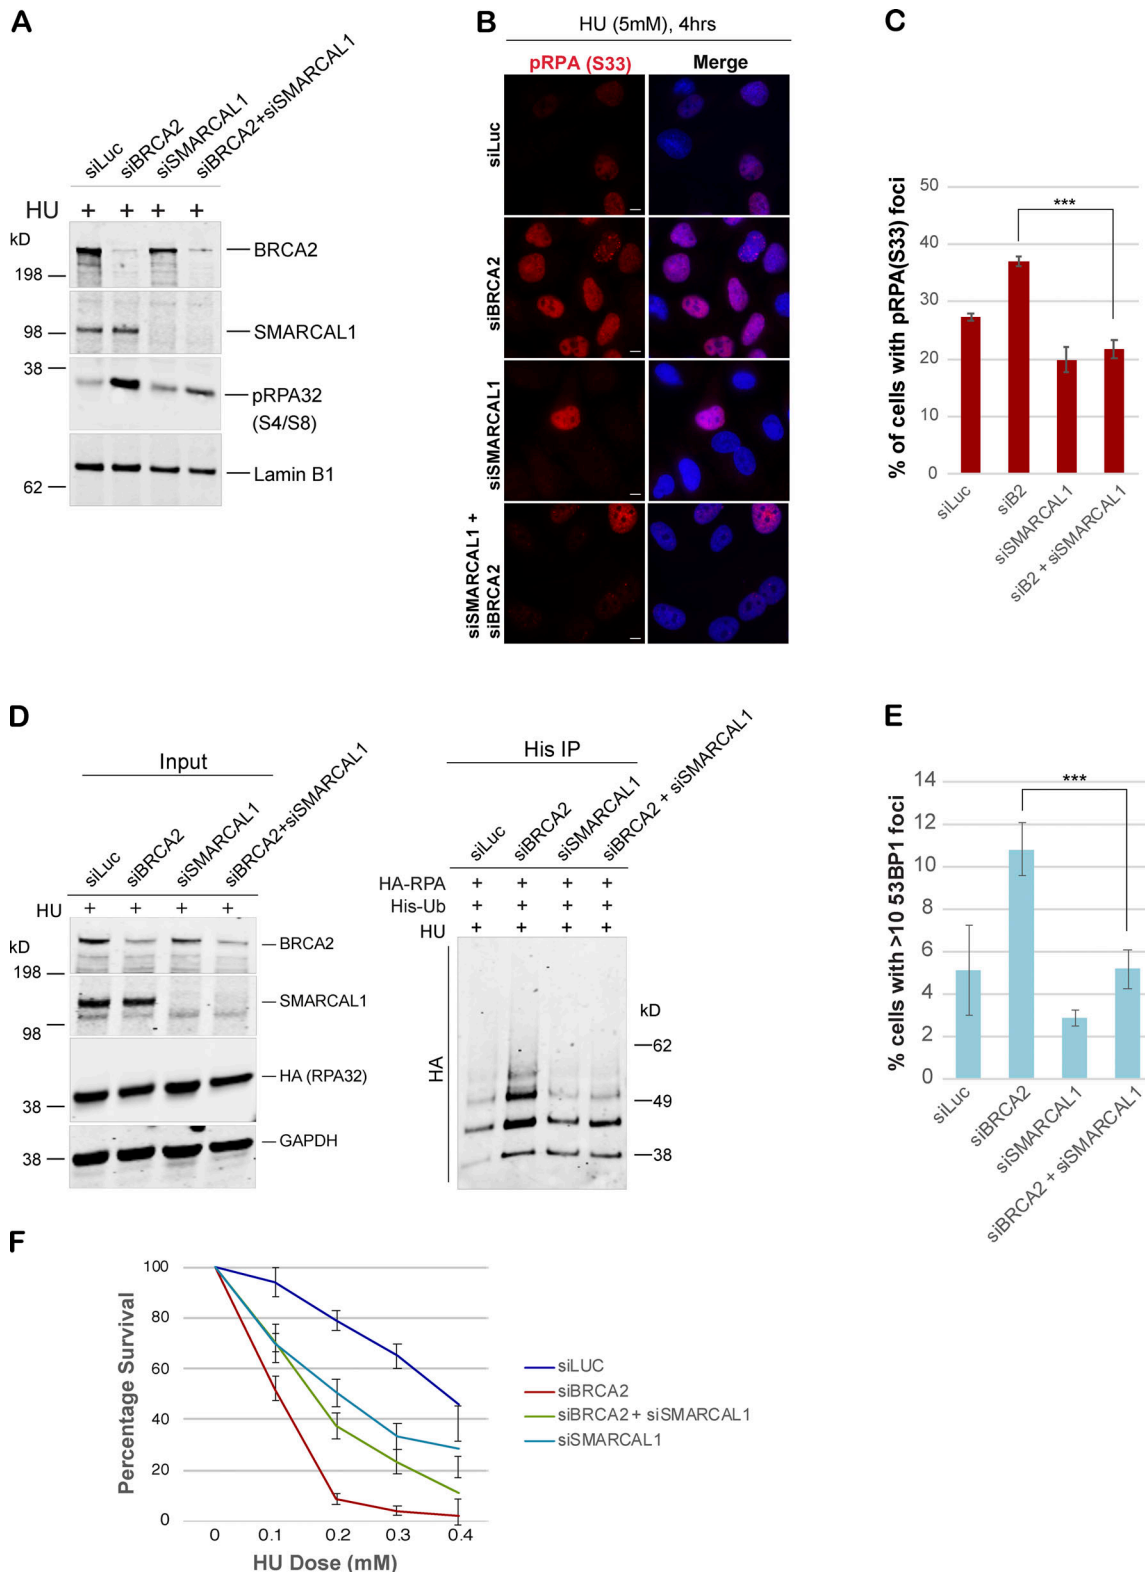 A
siLuc
siBRCA2
siSMARCAL1
siBRCA2+siSMARCAL1
HU + + + +
kD
BRCA2
198
SMARCAL1
98
38
pRPA32
(S4/S8)
Lamin B1
62
B
HU (5mM), 4hrs
pRPA (S33) Merge
siLuc
siBRCA2
siSMARCAL1
siSMARCAL1 +
siBRCA2
C
% of cells with pRPA(S33) foci
50
40
30
20
10
0
***
siLuc
siB2
siSMARCAL1
siB2 + siSMARCAL1
D
Input
siLuc
siBRCA2
siSMARCAL1
siBRCA2+siSMARCAL1
HU + + + +
kD
BRCA2
198
SMARCAL1
98
HA (RPA32)
38
GAPDH
38
His IP
siLuc
siBRCA2
siSMARCAL1
siBRCA2 + siSMARCAL1
HA-RPA + + + +
His-Ub + + + +
HU + + + +
HA
kD
62
49
38
E
% cells with >10 53BP1 foci
14
12
10
8
6
4
2
0
***
siLuc
siBRCA2
siSMARCAL1
siBRCA2 + siSMARCAL1
F
Percentage Survival
100
80
60
40
20
0
0 0.1 0.2 0.3 0.4
HU Dose (mM)
siLUC
siBRCA2
siBRCA2 + siSMARCAL1
siSMARCAL1